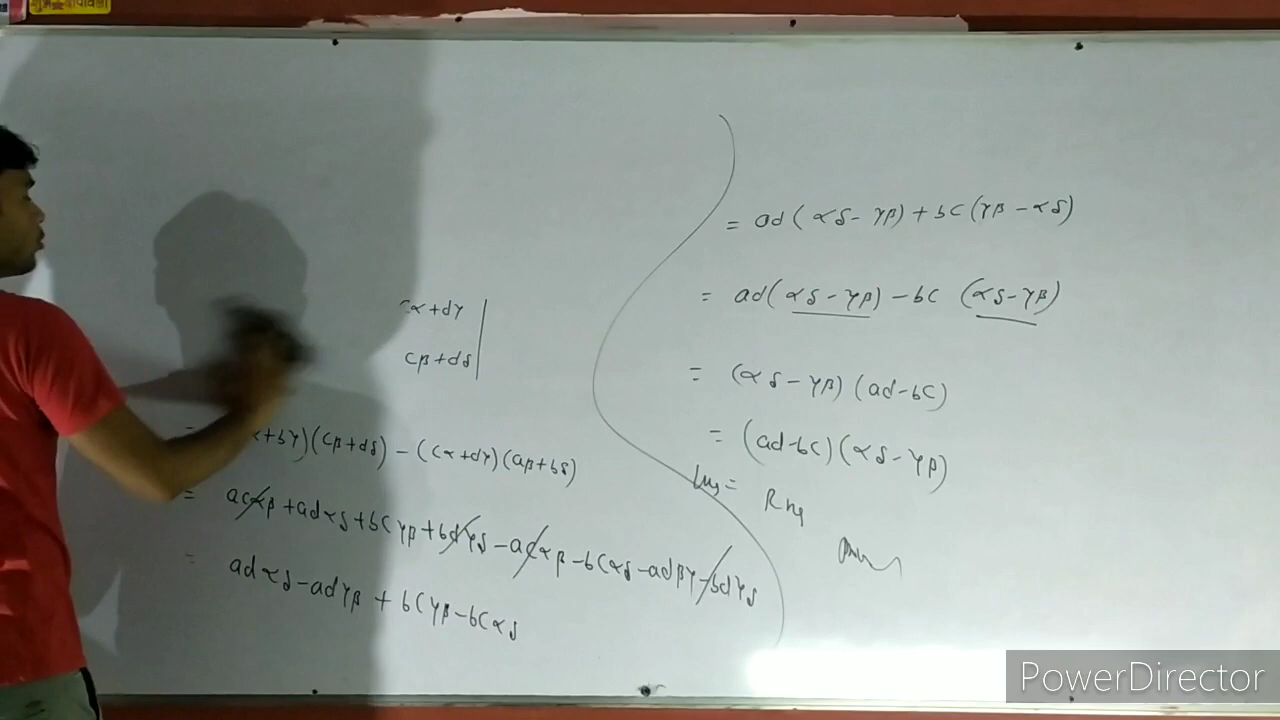 शुभ दीपावली
cα+dγ
cβ+dδ
= α+bγ)(cβ+dδ) – (cα+dγ)(aβ+bδ)
= acαβ +adαδ+bcγβ+bdγδ –acαβ –bcαδ–adβγ–bdγδ
= adαδ–adγβ + bcγβ–bcαδ
= ad(αδ– γβ)+bc(γβ –αδ)
= ad(αδ–γβ)–bc (αδ–γβ)
= (αδ–γβ)(ad–bc)
= (ad–bc)(αδ–γβ)
LHS= RHS
PowerDirector